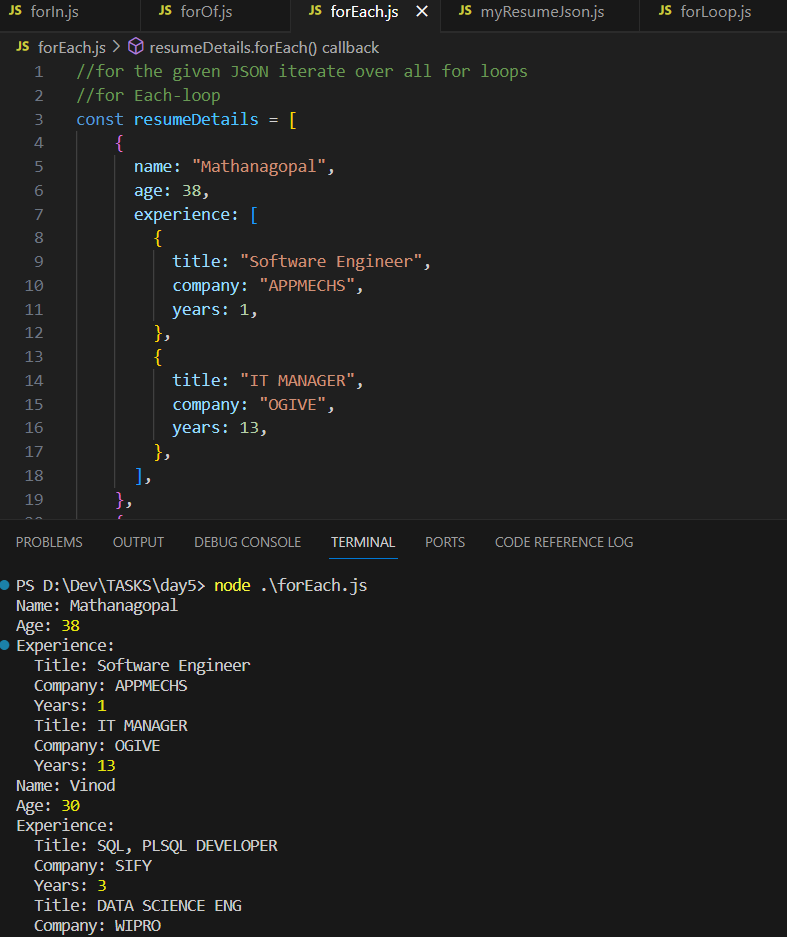 JS forIn.js JS forOf.js JS forEach.js JS myResumeJson.js JS forLoop.js
JS forEach.js > resumeDetails.forEach() callback
1 //for the given JSON iterate over all for loops
2 //for Each-loop
3 const resumeDetails = [
4 {
5 name: "Mathanagopal",
6 age: 38,
7 experience: [
8 {
9 title: "Software Engineer",
10 company: "APPMECHS",
11 years: 1,
12 },
13 {
14 title: "IT MANAGER",
15 company: "OGIVE",
16 years: 13,
17 },
18 ],
19 },
PROBLEMS OUTPUT DEBUG CONSOLE TERMINAL PORTS CODE REFERENCE LOG
PS D:\Dev\TASKS\day5> node .\forEach.js
Name: Mathanagopal
Age: 38
Experience:
Title: Software Engineer
Company: APPMECHS
Years: 1
Title: IT MANAGER
Company: OGIVE
Years: 13
Name: Vinod
Age: 30
Experience:
Title: SQL, PLSQL DEVELOPER
Company: SIFY
Years: 3
Title: DATA SCIENCE ENG
Company: WIPRO